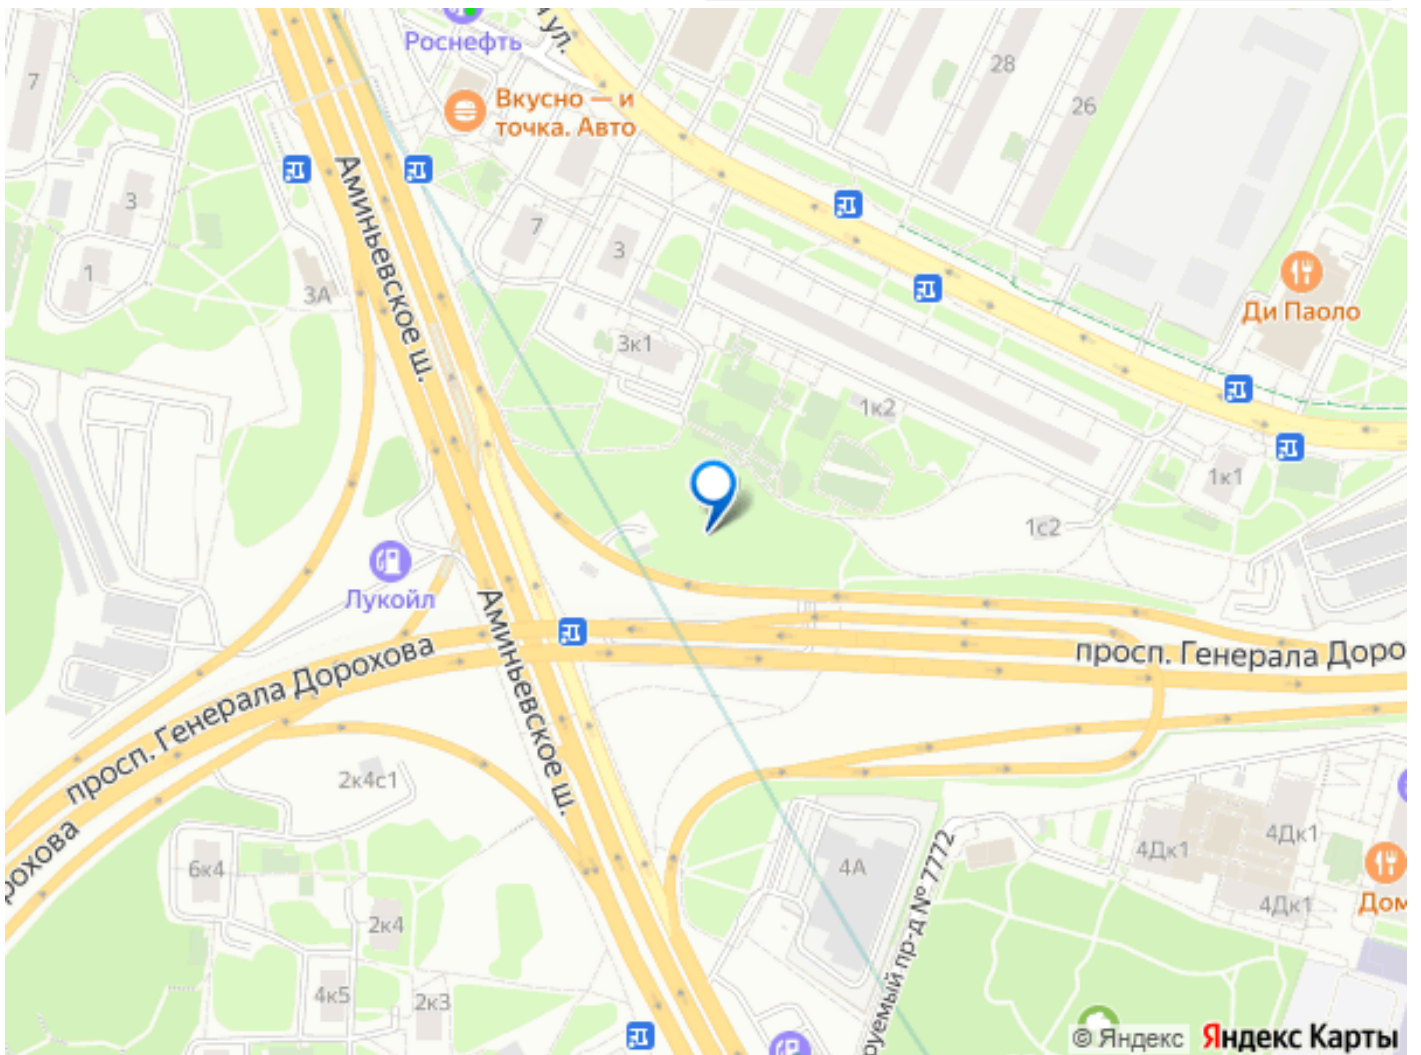 Роснефть
ул.
7
Вкусно — и
точка. Авто
28
26
3
7
3
1
3А
Аминьевское ш.
3к1
Ди Паоло
1к2
1к1
1с2
Лукойл
Аминьевское ш.
просп. Генерала Дорохова
просп. Генерала Доро
2к4с1
6к4
4А
4Дк1
4Дк1
4Дк1
Дом
рохова
2к4
4к5
2к3
руемый пр-д № 7772
© Яндекс Яндекс Карты